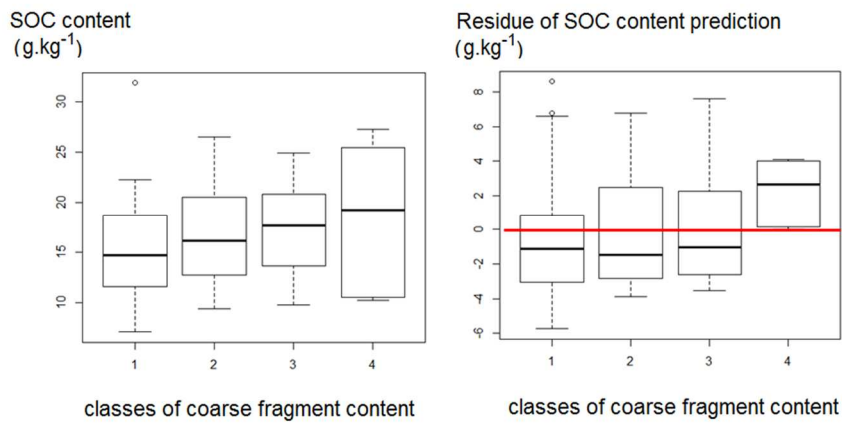 SOC content
(g.kg⁻¹)
30
25
20
15
10
1 2 3 4
classes of coarse fragment content
Residue of SOC content prediction
(g.kg⁻¹)
8
6
4
2
0
-2
-4
-6
1 2 3 4
classes of coarse fragment content